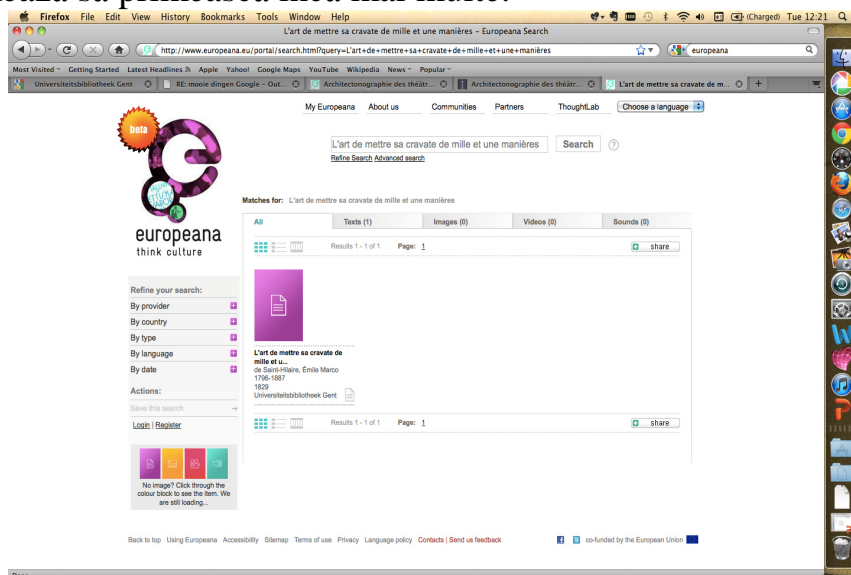 să primească încă mai multe.
Firefox File Edit View History Bookmarks Tools Window Help (Charged) Tue 12:21
L'art de mettre sa cravate de mille et une manières – Europeana Search
http://www.europeana.eu/portal/search.html?query=L'art+de+mettre+sa+cravate+de+mille+et+une+manières europeana
Most Visited Getting Started Latest Headlines Apple Yahoo! Google Maps YouTube Wikipedia News Popular
Universiteitsbibliotheek Gent RE: mooie dingen Google – Out... Architectonographie des théâtr... Architectonographie des théâtr... L'art de mettre sa cravate de m... +
My Europeana About us Communities Partners ThoughtLab Choose a language
beta
L'art de mettre sa cravate de mille et une manières Search ?
Refine Search Advanced search
Matches for: L'art de mettre sa cravate de mille et une manières
europeana
think culture
All Texts (1) Images (0) Videos (0) Sounds (0)
Results 1 - 1 of 1 Page: 1 share
Refine your search:
By provider
By country
By type
By language
By date
Actions:
Save this search
Login | Register
L'art de mettre sa cravate de
mille et u...
de Saint-Hilaire, Émile Marco
1796-1887
1829
Universiteitsbibliotheek Gent
Results 1 - 1 of 1 Page: 1 share
No image? Click through the
colour block to see the item. We
are still loading...
Back to top Using Europeana Accessibility Sitemap Terms of use Privacy Language policy Contacts | Send us feedback co-funded by the European Union